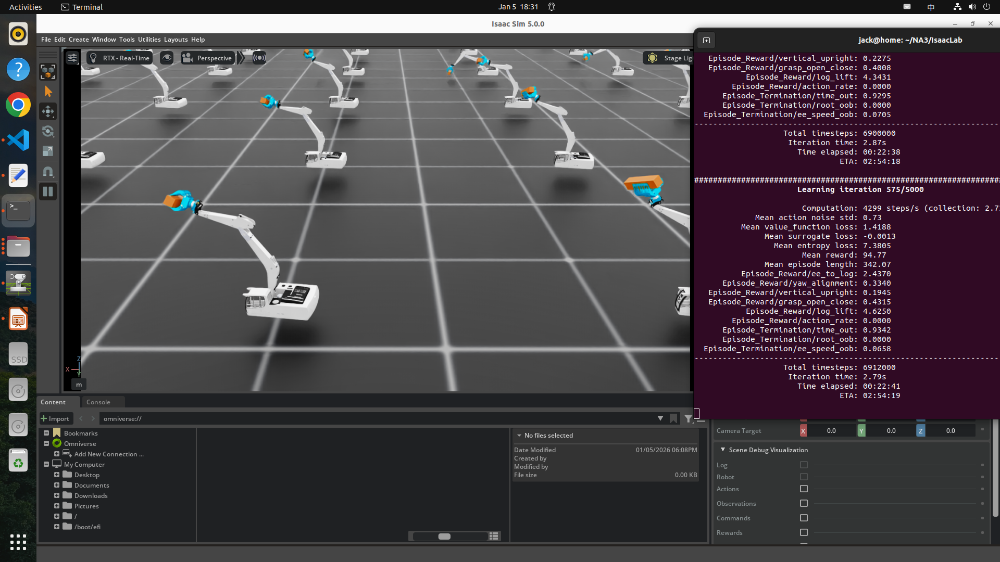 Activities
Terminal
Jan 5 18:31
中
Isaac Sim 5.0.0
File Edit Create Window Tools Utilities Layouts Help
RTX - Real-Time
Perspective
Stage Ligh
jack@home: ~/NA3/IsaacLab
Episode_Reward/vertical_upright: 0.2275
Episode_Reward/grasp_open_close: 0.4008
Episode_Reward/log_lift: 4.3431
Episode_Reward/action_rate: 0.0000
Episode_Termination/time_out: 0.9295
Episode_Termination/root_oob: 0.0000
Episode_Termination/ee_speed_oob: 0.0705
--------------------------------------------------------------------------------
Total timesteps: 6900000
Iteration time: 2.87s
Time elapsed: 00:22:38
ETA: 02:54:18
################################################################################
Learning iteration 575/5000
Computation: 4299 steps/s (collection: 2.7
Mean action noise std: 0.73
Mean value_function loss: 1.4188
Mean surrogate loss: -0.0013
Mean entropy loss: 7.3805
Mean reward: 94.77
Mean episode length: 342.07
Episode_Reward/ee_to_log: 2.4370
Episode_Reward/yaw_alignment: 0.3340
Episode_Reward/vertical_upright: 0.1945
Episode_Reward/grasp_open_close: 0.4315
Episode_Reward/log_lift: 4.6250
Episode_Reward/action_rate: 0.0000
Episode_Termination/time_out: 0.9342
Episode_Termination/root_oob: 0.0000
Episode_Termination/ee_speed_oob: 0.0658
--------------------------------------------------------------------------------
Total timesteps: 6912000
Iteration time: 2.79s
Time elapsed: 00:22:41
ETA: 02:54:19
SSD
Z
X
Y
m
Content
Console
Import
omniverse://
Bookmarks
Omniverse
Add New Connection ...
My Computer
Desktop
Documents
Downloads
Pictures
/
/boot/efi
No files selected
Date Modified 01/05/2026 06:08PM
Created by
Modified by
File size 0.00 KB
Camera Target X 0.0 Y 0.0 Z 0.0
Scene Debug Visualization
Log
Robot
Actions
Observations
Commands
Rewards